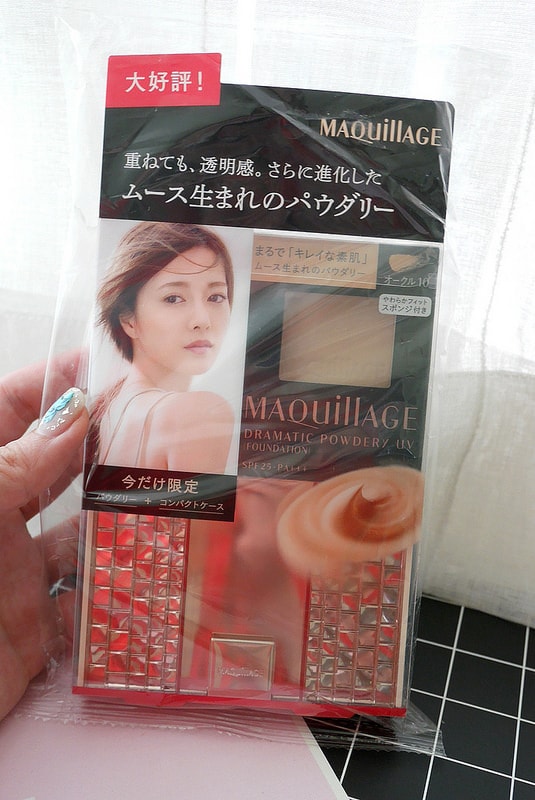 大好評！
MAQuillAGE
重ねても、透明感。さらに進化した
ムース生まれのパウダリー
まるで「キレイな素肌」
ムース生まれのパウダリー
オークル10
やわらかフィット
スポンジ付き
MAQuillAGE
DRAMATIC POWDERY UV
(FOUNDATION)
SPF25・PA+++
今だけ限定
パウダリー + コンパクトケース